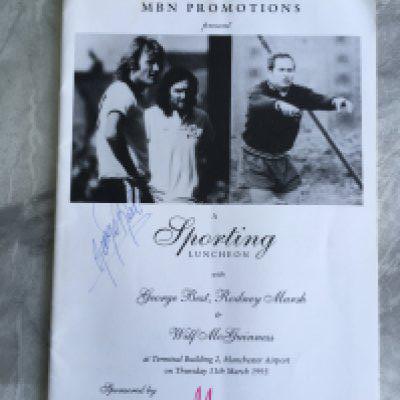 MBN PROMOTIONS
present
A
Sporting
LUNCHEON
with
George Best, Rodney Marsh
&
Wilf McGuinness
at Terminal Building 2, Manchester Airport
on Thursday 11th March 1993
Sponsored by